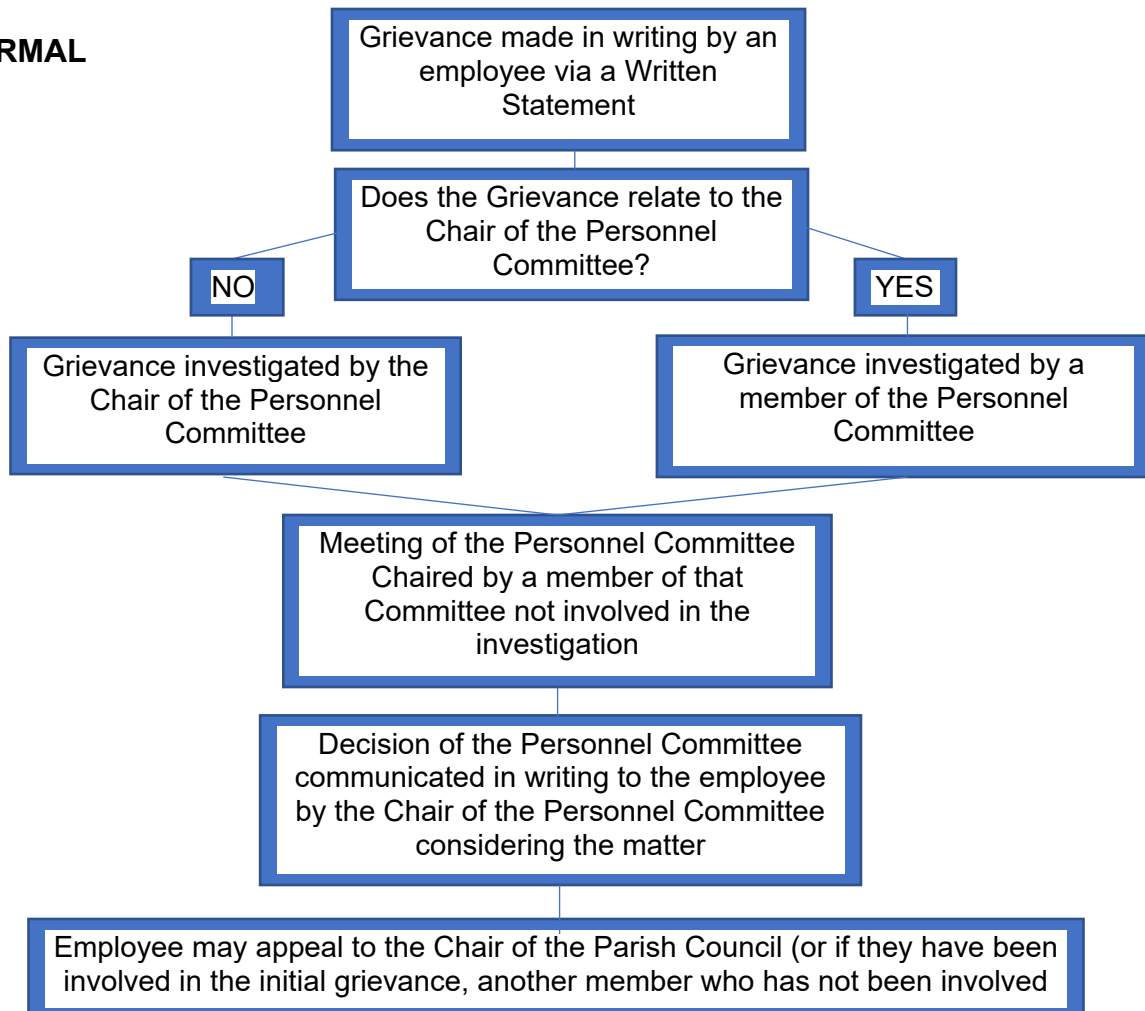 RMAL
Grievance made in writing by an
employee via a Written
Statement
Does the Grievance relate to the
Chair of the Personnel
Committee?
NO
YES
Grievance investigated by the
Chair of the Personnel
Committee
Grievance investigated by a
member of the Personnel
Committee
Meeting of the Personnel Committee
Chaired by a member of that
Committee not involved in the
investigation
Decision of the Personnel Committee
communicated in writing to the employee
by the Chair of the Personnel Committee
considering the matter
Employee may appeal to the Chair of the Parish Council (or if they have been
involved in the initial grievance, another member who has not been involved